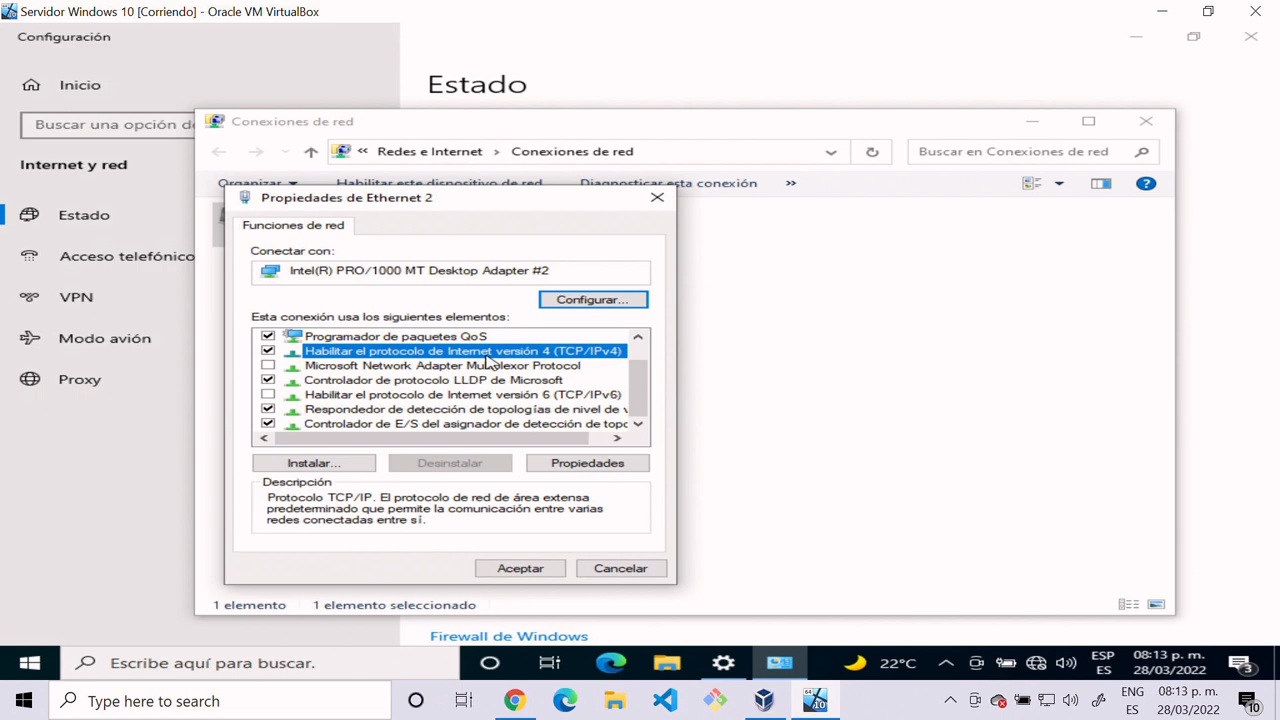 Servidor Windows 10 [Corriendo] - Oracle VM VirtualBox
Configuración
Inicio
Buscar una opción de
Internet y red
Estado
Acceso telefónico
VPN
Modo avión
Proxy
Estado
Conexiones de red
« Redes e Internet › Conexiones de red
Buscar en Conexiones de red
Organizar Habilitar este dispositivo de red Diagnosticar esta conexión »
Propiedades de Ethernet 2
Funciones de red
Conectar con:
Intel(R) PRO/1000 MT Desktop Adapter #2
Configurar...
Esta conexión usa los siguientes elementos:
Programador de paquetes QoS
Habilitar el protocolo de Internet versión 4 (TCP/IPv4)
Microsoft Network Adapter Multiplexor Protocol
Controlador de protocolo LLDP de Microsoft
Habilitar el protocolo de Internet versión 6 (TCP/IPv6)
Respondedor de detección de topologías de nivel de v
Controlador de E/S del asignador de detección de topo
Instalar... Desinstalar Propiedades
Descripción
Protocolo TCP/IP. El protocolo de red de área extensa
predeterminado que permite la comunicación entre varias
redes conectadas entre sí.
Aceptar Cancelar
1 elemento 1 elemento seleccionado
Firewall de Windows
Escribe aquí para buscar.
22°C
ESP
ES
08:13 p. m.
28/03/2022
3
Type here to search
ENG
ES
08:13 p. m.
28/03/2022
10